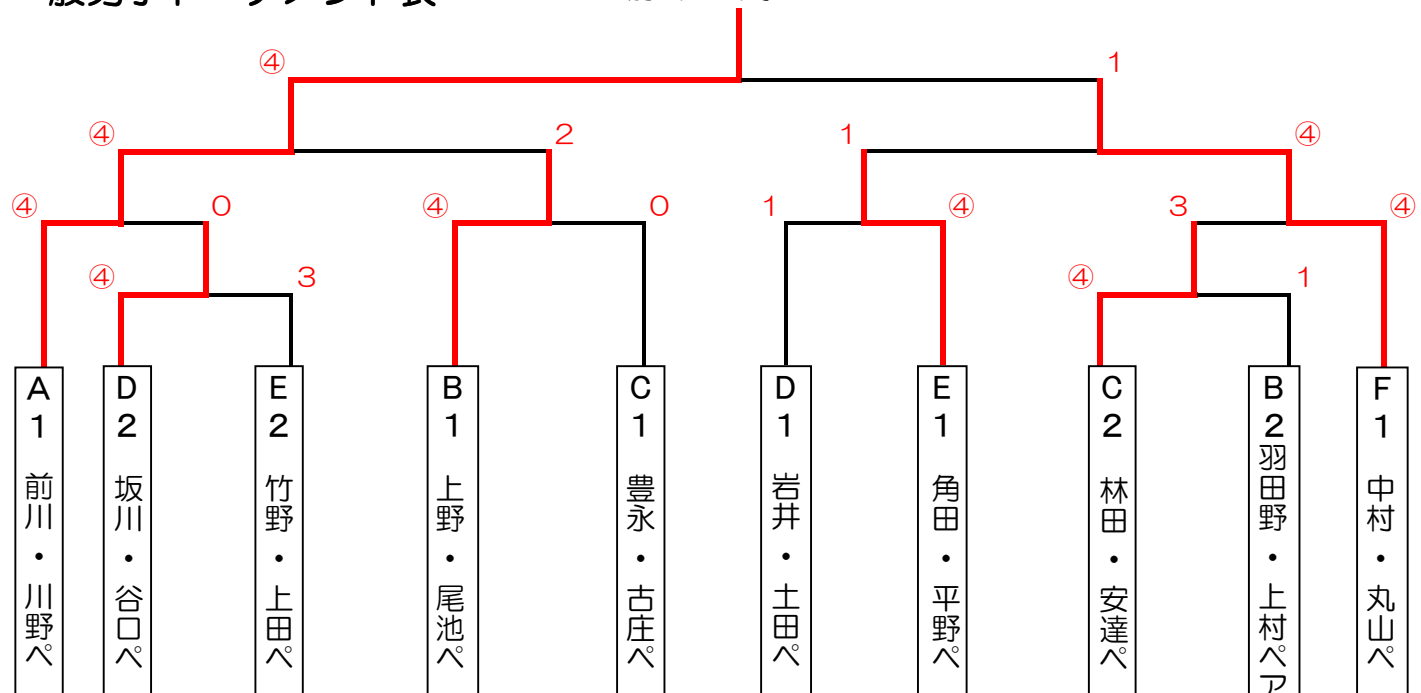 ④ 1
④ 2 1 ④
④ 0 ④ 0 1 ④ 3 ④
④ 3 ④ 1
A1 前川・川野ペ
D2 坂川・谷口ペ
E2 竹野・上田ペ
B1 上野・尾池ペ
C1 豊永・古庄ペ
D1 岩井・土田ペ
E1 角田・平野ペ
C2 林田・安達ペ
B2 羽田野・上村ペア
F1 中村・丸山ペ